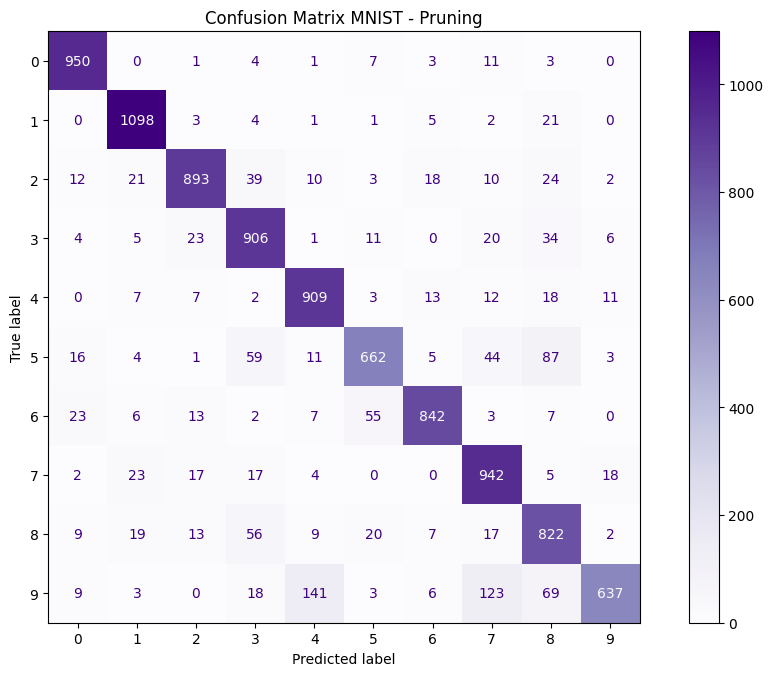 Confusion Matrix MNIST - Pruning
0 950 0 1 4 1 7 3 11 3 0
1 0 1098 3 4 1 1 5 2 21 0
2 12 21 893 39 10 3 18 10 24 2
3 4 5 23 906 1 11 0 20 34 6
4 0 7 7 2 909 3 13 12 18 11
5 16 4 1 59 11 662 5 44 87 3
6 23 6 13 2 7 55 842 3 7 0
7 2 23 17 17 4 0 0 942 5 18
8 9 19 13 56 9 20 7 17 822 2
9 9 3 0 18 141 3 6 123 69 637
0 1 2 3 4 5 6 7 8 9
Predicted label
True label
1000
800
600
400
200
0